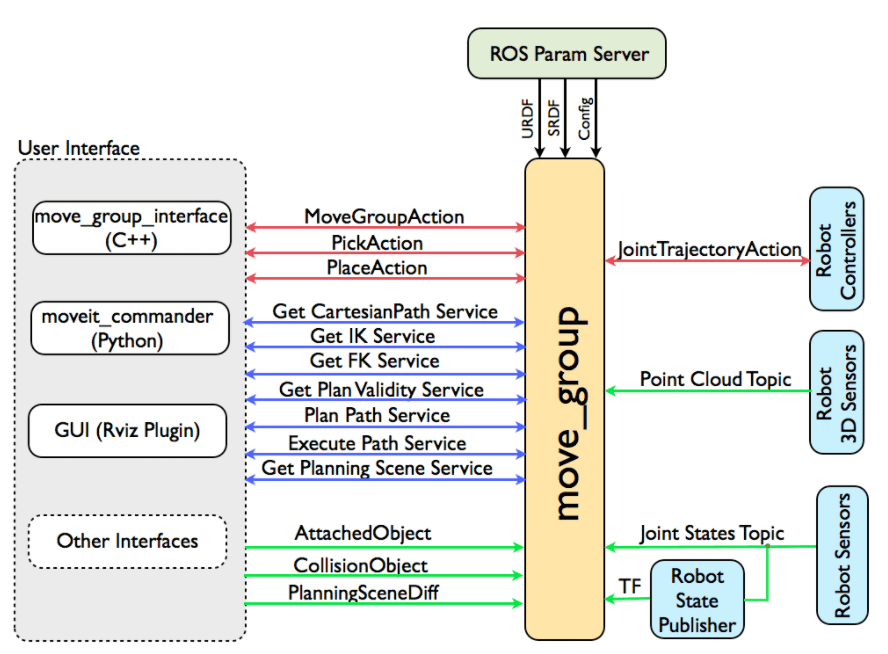 ROS Param Server
URDF
SRDF
Config
User Interface
move_group_interface
(C++)
moveit_commander
(Python)
GUI (Rviz Plugin)
Other Interfaces
MoveGroupAction
PickAction
PlaceAction
Get CartesianPath Service
Get IK Service
Get FK Service
Get Plan Validity Service
Plan Path Service
Execute Path Service
Get Planning Scene Service
AttachedObject
CollisionObject
PlanningSceneDiff
move_group
JointTrajectoryAction
Point Cloud Topic
Joint States Topic
TF
Robot
State
Publisher
Robot
Controllers
Robot
3D Sensors
Robot Sensors